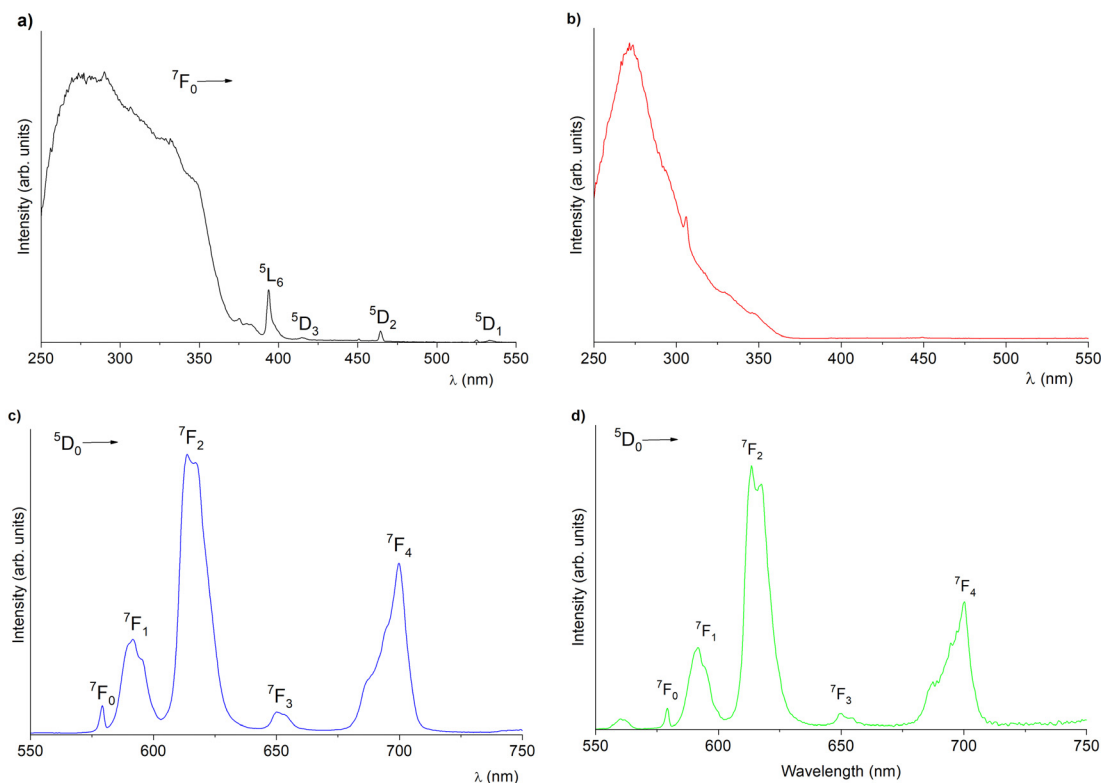 a)
⁷F₀
⁵L₆
⁵D₃
⁵D₂
⁵D₁
Intensity (arb. units)
250 300 350 400 450 500 550
λ (nm)
b)
Intensity (arb. units)
250 300 350 400 450 500 550
λ (nm)
c)
⁵D₀
⁷F₂
⁷F₄
⁷F₁
⁷F₀
⁷F₃
Intensity (arb. units)
550 600 650 700 750
λ (nm)
d)
⁵D₀
⁷F₂
⁷F₄
⁷F₁
⁷F₀
⁷F₃
Intensity (arb. units)
550 600 650 700 750
Wavelength (nm)